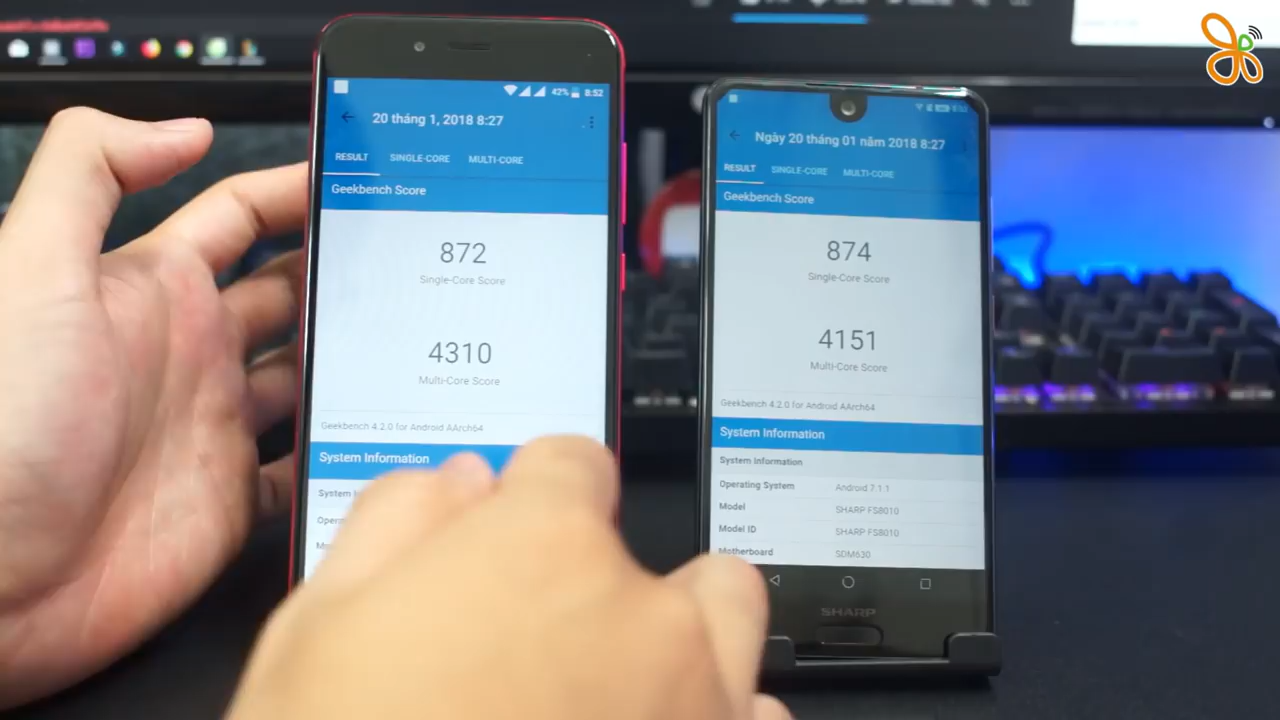 42% 8:52
20 tháng 1, 2018 8:27
RESULT SINGLE-CORE MULTI-CORE
Geekbench Score
872
Single-Core Score
4310
Multi-Core Score
Geekbench 4.2.0 for Android AArch64
System Information
Ngày 20 tháng 01 năm 2018 8:27
RESULT SINGLE-CORE MULTI-CORE
Geekbench Score
874
Single-Core Score
4151
Multi-Core Score
Geekbench 4.2.0 for Android AArch64
System Information
System Information
Operating System Android 7.1.1
Model SHARP FS8010
Model ID SHARP FS8010
Motherboard SDM630
SHARP